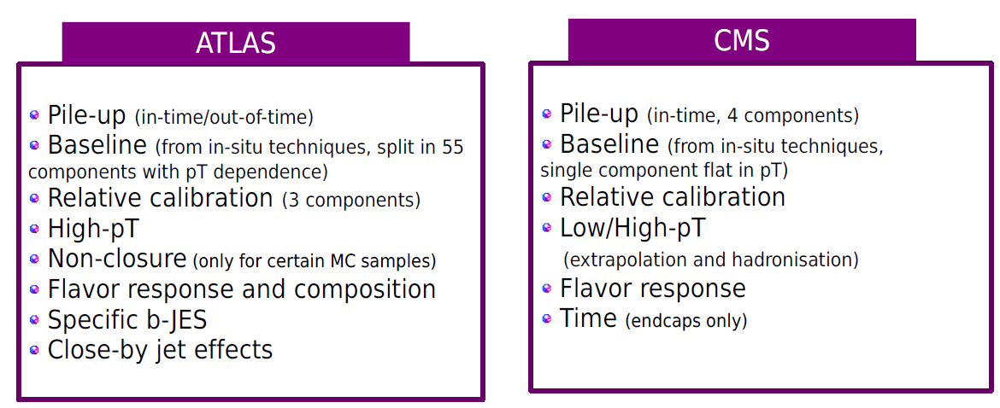 ATLAS
Pile-up (in-time/out-of-time)
Baseline (from in-situ techniques, split in 55
components with pT dependence)
Relative calibration (3 components)
High-pT
Non-closure (only for certain MC samples)
Flavor response and composition
Specific b-JES
Close-by jet effects
CMS
Pile-up (in-time, 4 components)
Baseline (from in-situ techniques,
single component flat in pT)
Relative calibration
Low/High-pT
(extrapolation and hadronisation)
Flavor response
Time (endcaps only)